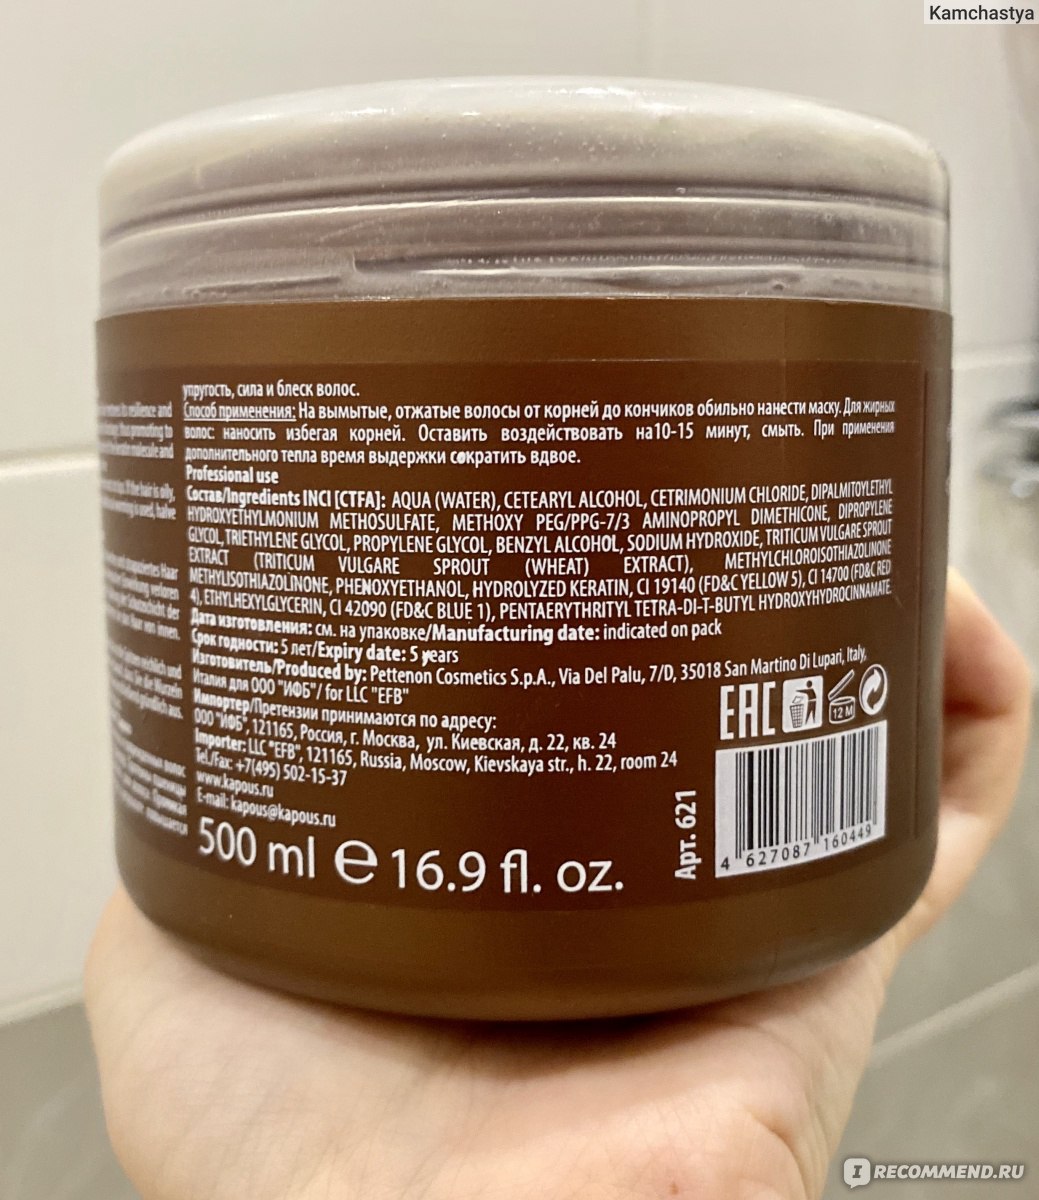 Kamchastya
упругость, сила и блеск волос.
Способ применения: На вымытые, отжатые волосы от корней до кончиков обильно нанести маску. Для жирных
волос наносить избегая корней. Оставить воздействовать на10-15 минут, смыть. При применении
дополнительного тепла время выдержки сократить вдвое.
Professional use
Состав/Ingredients INCI [CTFA]: AQUA (WATER), CETEARYL ALCOHOL, CETRIMONIUM CHLORIDE, DIPALMITOYLETHYL
HYDROXYETHYLMONIUM METHOSULFATE, METHOXY PEG/PPG-7/3 AMINOPROPYL DIMETHICONE, DIPROPYLENE
GLYCOL, TRIETHYLENE GLYCOL, PROPYLENE GLYCOL, BENZYL ALCOHOL, SODIUM HYDROXIDE, TRITICUM VULGARE SPROUT
EXTRACT (TRITICUM VULGARE SPROUT (WHEAT) EXTRACT), METHYLCHLOROISOTHIAZOLINONE
METHYLISOTHIAZOLINONE, PHENOXYETHANOL, HYDROLYZED KERATIN, CI 19140 (FD&C YELLOW 5), CI 14700 (FD&C RED
4), ETHYLHEXYLGLYCERIN, CI 42090 (FD&C BLUE 1), PENTAERYTHRITYL TETRA-DI-T-BUTYL HYDROXYHYDROCINNAMATE.
Дата изготовления: см. на упаковке/Manufacturing date: indicated on pack
Срок годности: 5 лет/Expiry date: 5 years
Изготовитель/Produced by: Pettenon Cosmetics S.p.A., Via Del Palu, 7/D, 35018 San Martino Di Lupari, Italy,
Италия для ООО "ИФБ"/ for LLC "EFB"
Импортер/Претензии принимаются по адресу:
ООО "ИФБ", 121165, Россия, г. Москва, ул. Киевская, д. 22, кв. 24
Importer: LLC "EFB", 121165, Russia, Moscow, Kievskaya str., h. 22, room 24
Tel./Fax: +7(495) 502-15-37
www.kapous.ru
E-mail: kapous@kapous.ru
500 ml e 16.9 fl. oz.
EAC
12 M
Арт. 621
4 627087 160449
IRECOMMEND.RU